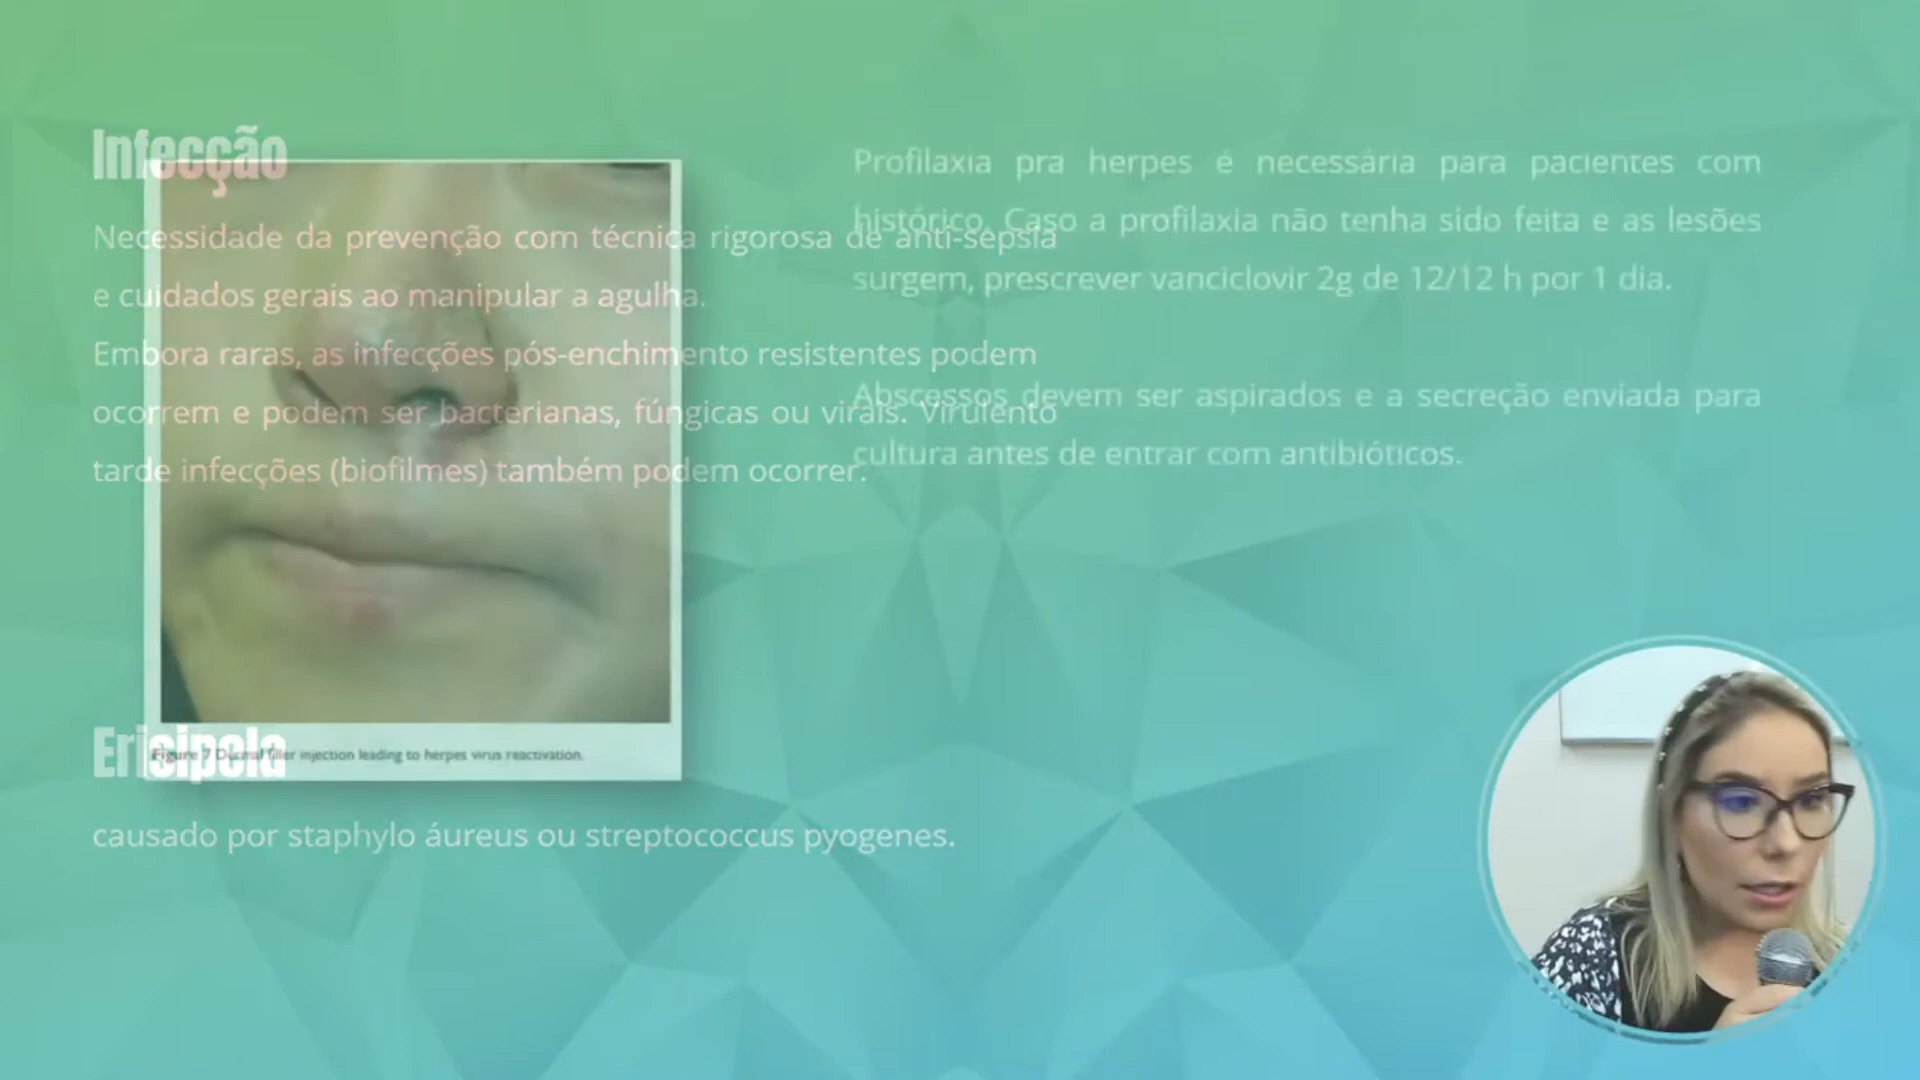 Infecção
Necessidade da prevenção com técnica rigorosa de anti-sepsia
e cuidados gerais ao manipular a agulha.
Embora raras, as infecções pós-enchimento resistentes podem
ocorrem e podem ser bacterianas, fúngicas ou virais. Virulento
tarde infecções (biofilmes) também podem ocorrer.
Erisipela
causado por staphylo áureus ou streptococcus pyogenes.
Figure 7 Dermal filler injection leading to herpes virus reactivation.
Profilaxia pra herpes é necessária para pacientes com
histórico. Caso a profilaxia não tenha sido feita e as lesões
surgem, prescrever vanciclovir 2g de 12/12 h por 1 dia.
Abscessos devem ser aspirados e a secreção enviada para
cultura antes de entrar com antibióticos.